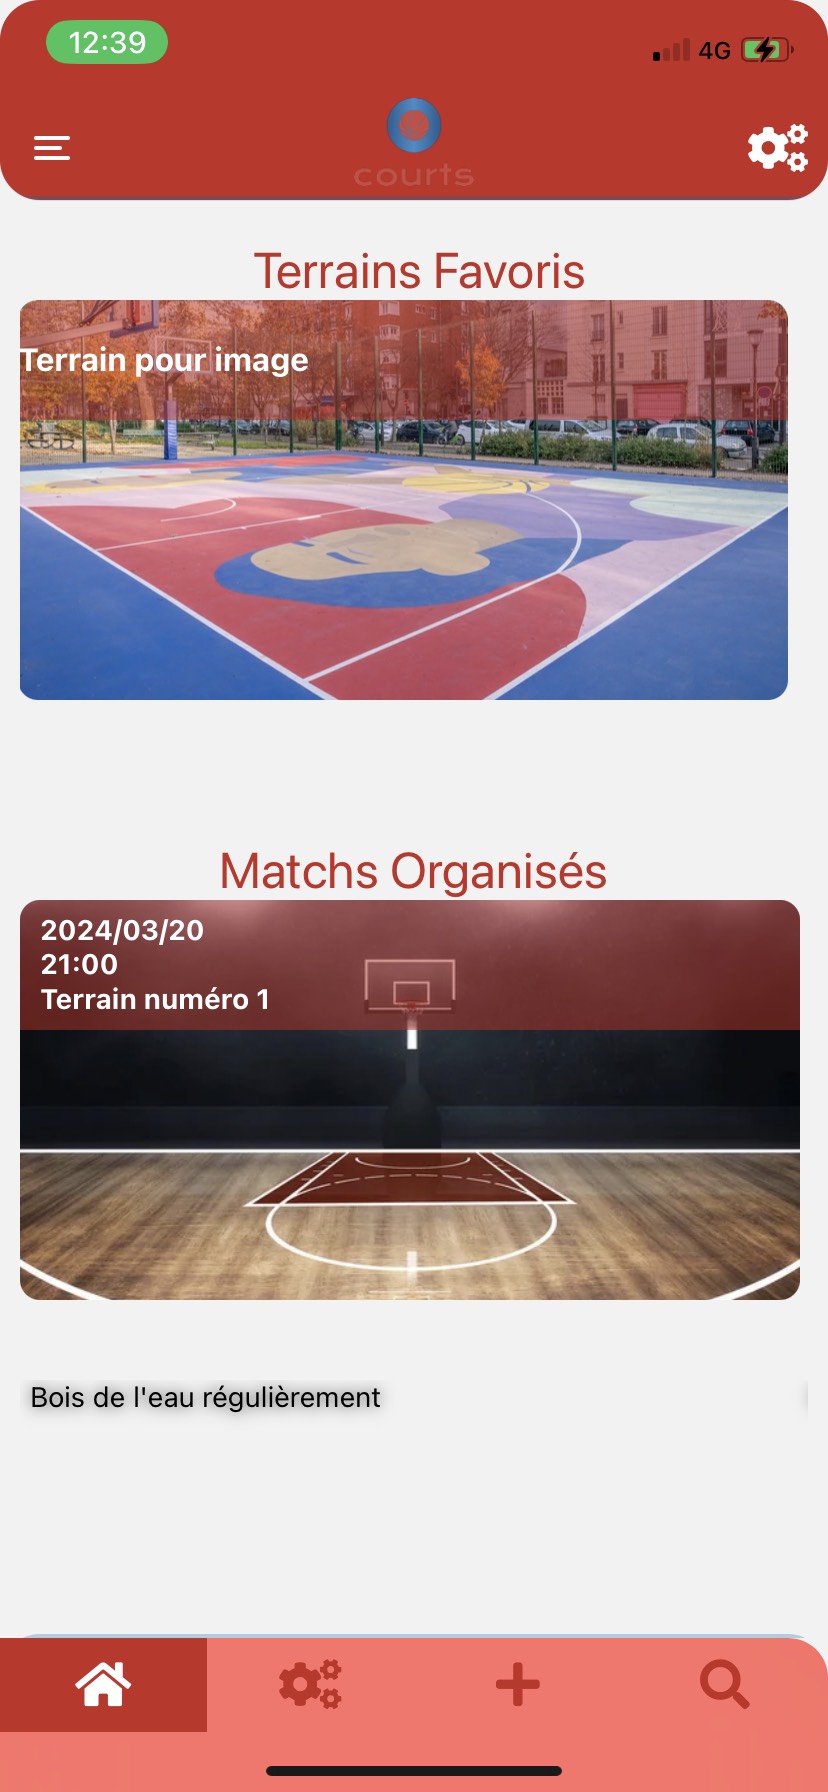 12:39
4G
courts
Terrains Favoris
Terrain pour image
Matchs Organisés
2024/03/20
21:00
Terrain numéro 1
Bois de l'eau régulièrement